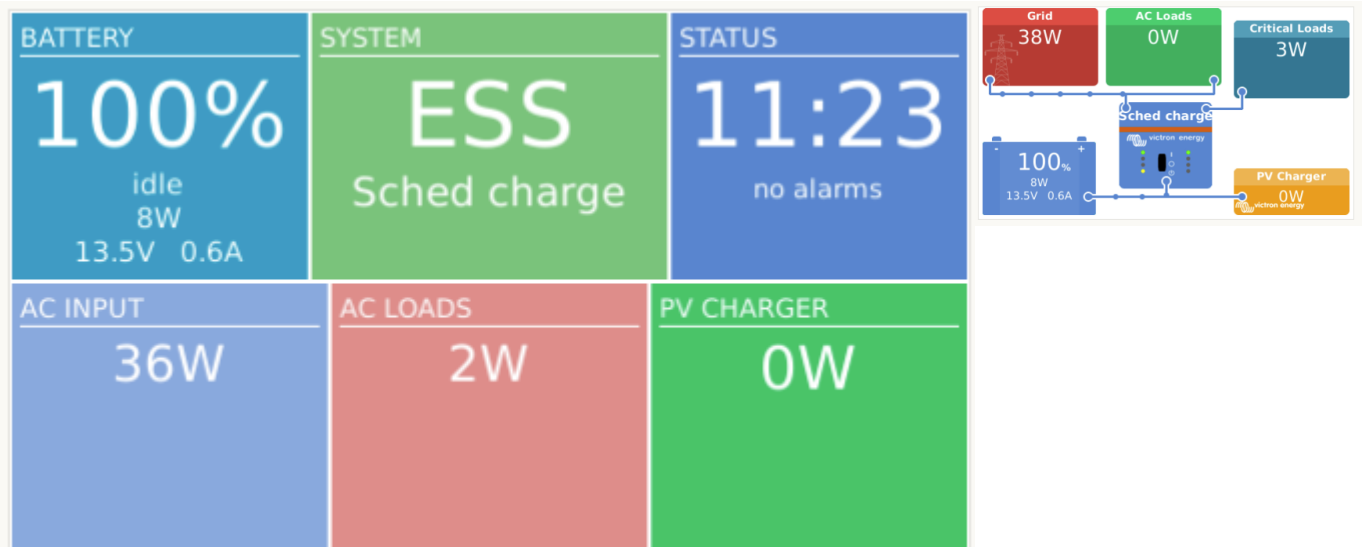 BATTERY
100%
idle
8W
13.5V 0.6A
SYSTEM
ESS
Sched charge
STATUS
11:23
no alarms
AC INPUT
36W
AC LOADS
2W
PV CHARGER
0W
Grid
38W
AC Loads
0W
Critical Loads
3W
Sched charge
victron energy
- +
100%
8W
13.5V 0.6A
PV Charger
0W
victron energy